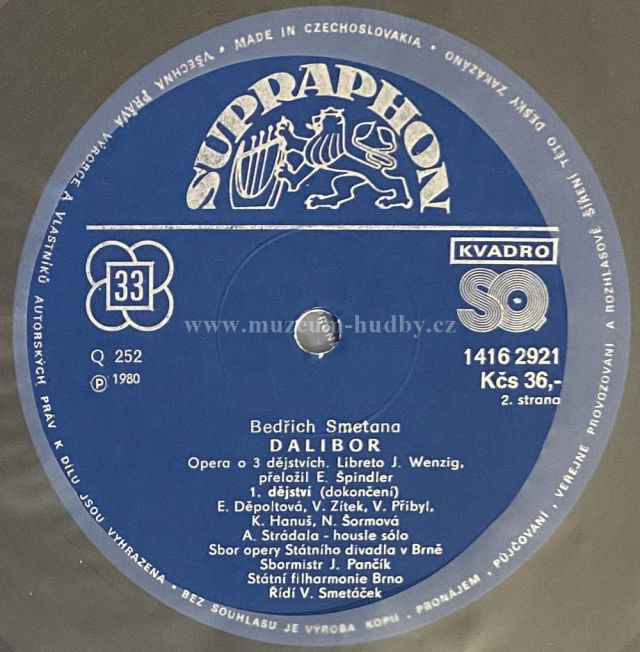 VŠECHNA PRÁVA VÝROBCE A VLASTNÍKŮ AUTORSKÝCH PRÁV K DÍLU JSOU VYHRAZENA • BEZ SOUHLASU JE VÝROBA KOPIÍ, PRONÁJEM, PŮJČOVÁNÍ, VEŘEJNÉ PROVOZOVÁNÍ A ROZHLASOVÉ ŠÍŘENÍ TÉTO DESKY ZAKÁZÁNO • MADE IN CZECHOSLOVAKIA •
SUPRAPHON
33
KVADRO
SQ
www.muzeum-hudby.cz
Q 252
1416 2921
Ⓟ 1980
Kčs 36,-
2. strana
Bedřich Smetana
DALIBOR
Opera o 3 dějstvích. Libreto J. Wenzig,
přeložil E. Špindler
1. dějství (dokončení)
E. Děpoltová, V. Zítek, V. Přibyl,
K. Hanuš, N. Šormová
A. Strádala - housle sólo
Sbor opery Státního divadla v Brně
Sbormistr J. Pančík
Státní filharmonie Brno
Řídí V. Smetáček